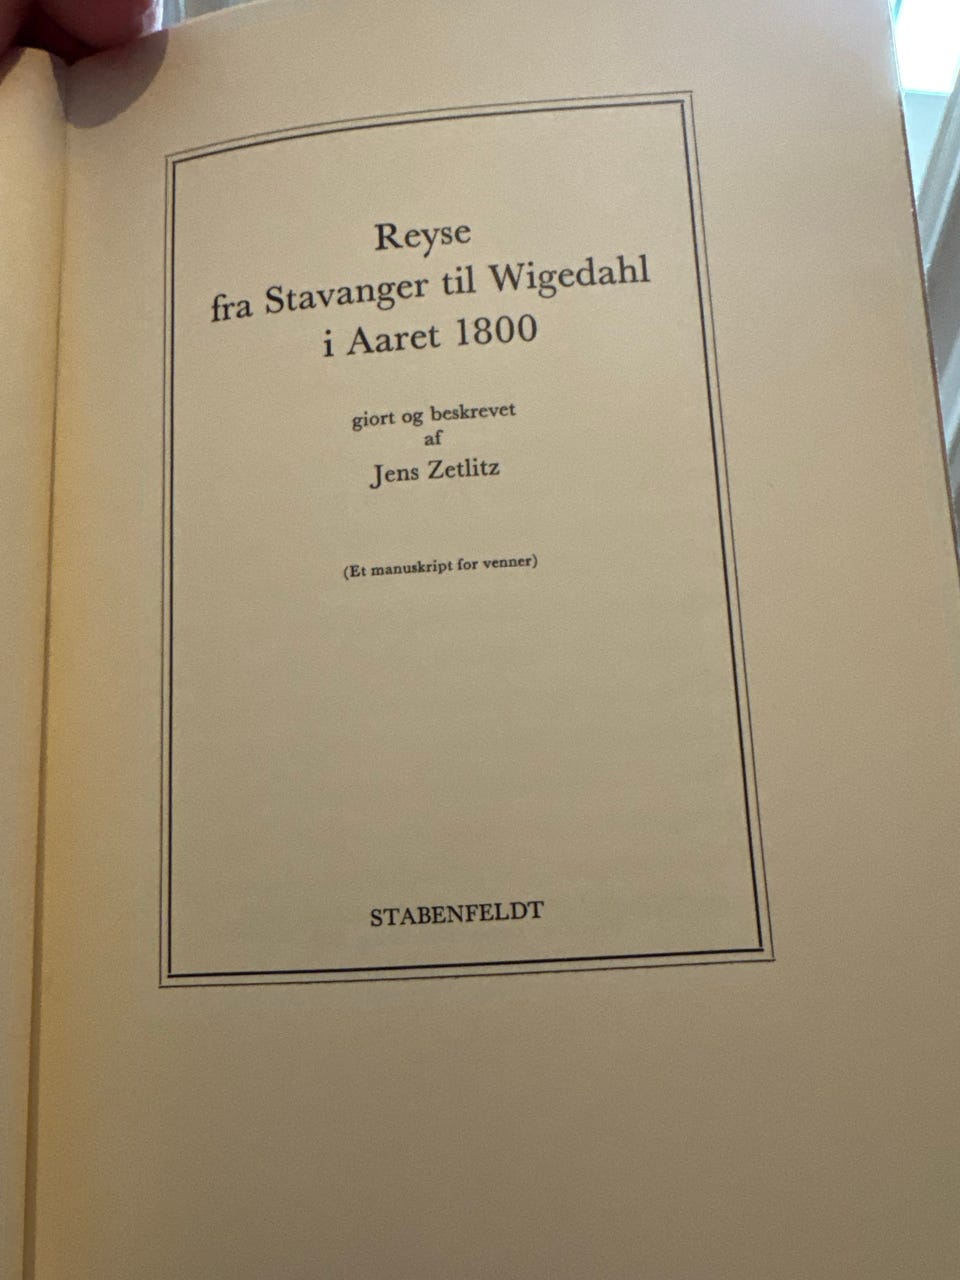 Reyse
fra Stavanger til Wigedahl
i Aaret 1800
giort og beskrevet
af
Jens Zetlitz
(Et manuskript for venner)
STABENFELDT